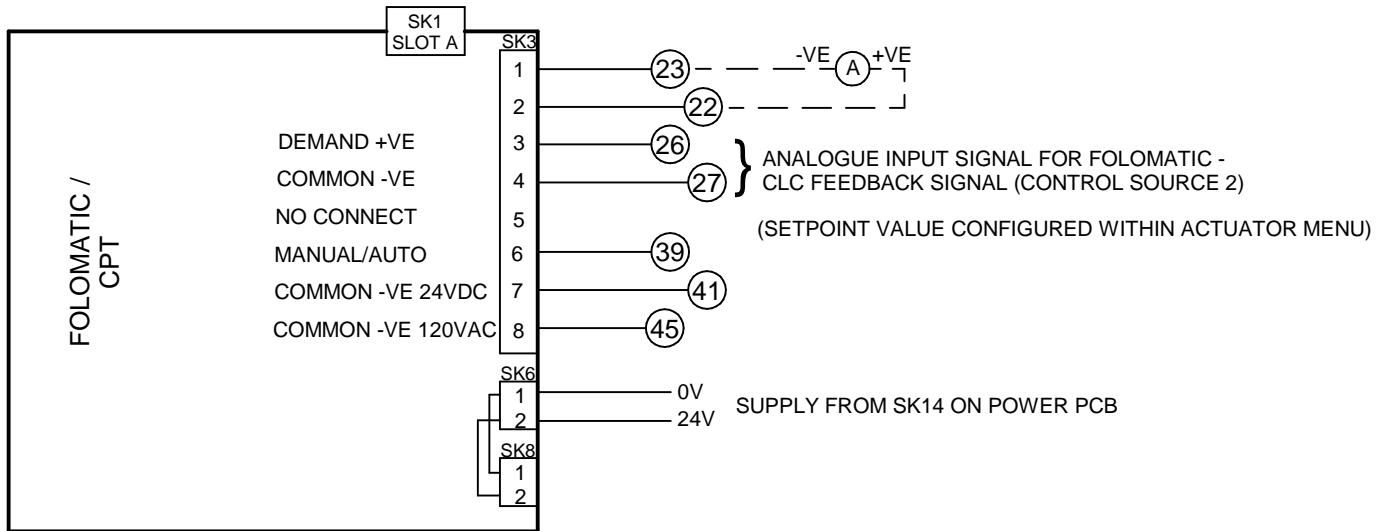 SK1
SLOT A
SK3
1 23 -VE A +VE
2 22
DEMAND +VE 3 26
COMMON -VE 4 27
ANALOGUE INPUT SIGNAL FOR FOLOMATIC -
CLC FEEDBACK SIGNAL (CONTROL SOURCE 2)
NO CONNECT 5
(SETPOINT VALUE CONFIGURED WITHIN ACTUATOR MENU)
MANUAL/AUTO 6 39
COMMON -VE 24VDC 7 41
COMMON -VE 120VAC 8 45
FOLOMATIC /
CPT
SK6
1 0V
2 24V
SUPPLY FROM SK14 ON POWER PCB
SK8
1
2